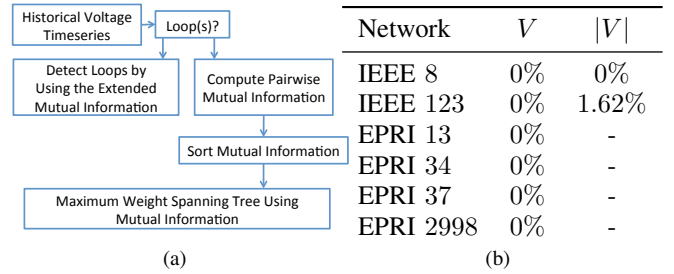 Historical Voltage
Timeseries
Loop(s)?
Detect Loops by
Using the Extended
Mutual Information
Compute Pairwise
Mutual Information
Sort Mutual Information
Maximum Weight Spanning Tree Using
Mutual Information
(a)
Network V |V|
IEEE 8 0% 0%
IEEE 123 0% 1.62%
EPRI 13 0% -
EPRI 34 0% -
EPRI 37 0% -
EPRI 2998 0% -
(b)